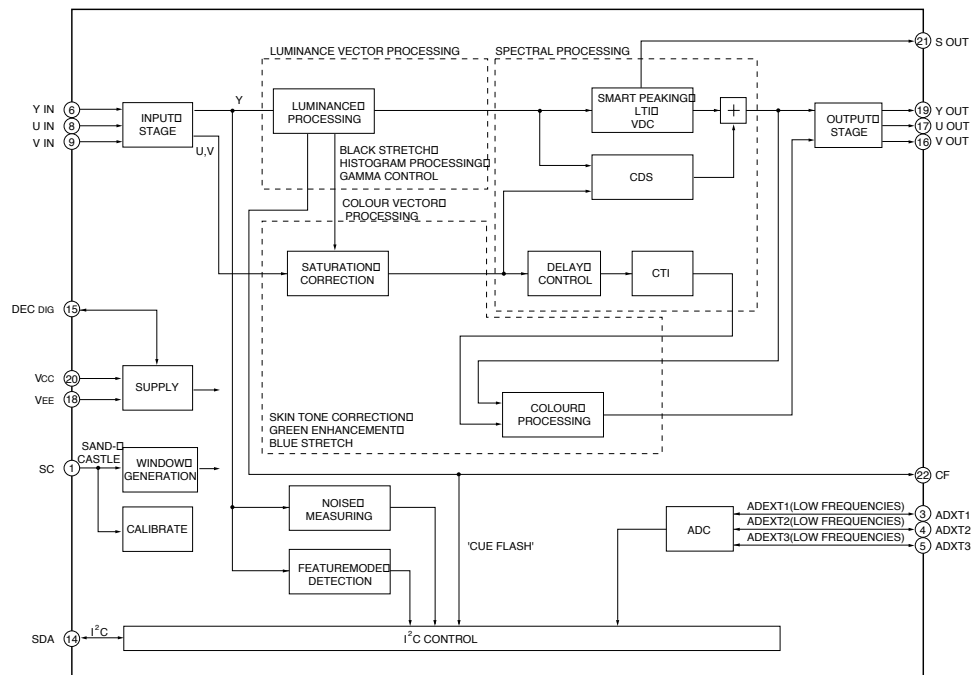 LUMINANCE VECTOR PROCESSING
SPECTRAL PROCESSING
21 S OUT
Y IN 6
U IN 8
V IN 9
INPUT
STAGE
Y
U,V
LUMINANCE
PROCESSING
SMART PEAKING
LTI
VDC
+
OUTPUT
STAGE
19 Y OUT
17 U OUT
16 V OUT
BLACK STRETCH
HISTOGRAM PROCESSING
GAMMA CONTROL
CDS
COLOUR VECTOR
PROCESSING
SATURATION
CORRECTION
DELAY
CONTROL
CTI
DEC DIG 15
VCC 20
VEE 18
SUPPLY
COLOUR
PROCESSING
SKIN TONE CORRECTION
GREEN ENHANCEMENT
BLUE STRETCH
SAND-
CASTLE
SC 1
WINDOW
GENERATION
22 CF
CALIBRATE
NOISE
MEASURING
'CUE FLASH'
ADC
ADEXT1(LOW FREQUENCIES) 3 ADXT1
ADEXT2(LOW FREQUENCIES) 4 ADXT2
ADEXT3(LOW FREQUENCIES) 5 ADXT3
FEATUREMODE
DETECTION
SDA 14 I²C
I²C CONTROL